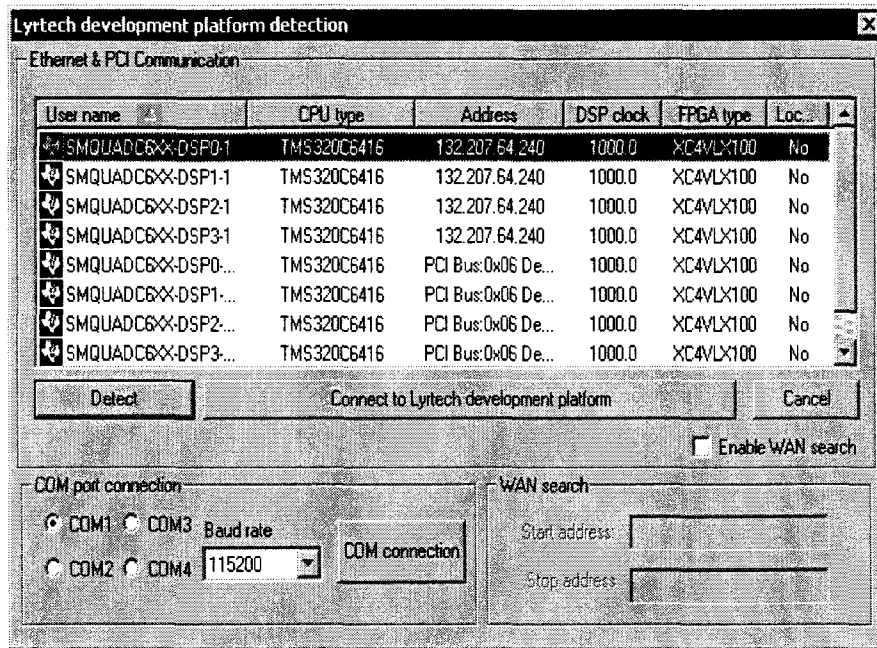 Lyrtech development platform detection
Ethernet & PCI Communication
User name CPU type Address DSP clock FPGA type Loc...
SMQUADC6XX-DSP0-1 TMS320C6416 132.207.64.240 1000.0 XC4VLX100 No
SMQUADC6XX-DSP1-1 TMS320C6416 132.207.64.240 1000.0 XC4VLX100 No
SMQUADC6XX-DSP2-1 TMS320C6416 132.207.64.240 1000.0 XC4VLX100 No
SMQUADC6XX-DSP3-1 TMS320C6416 132.207.64.240 1000.0 XC4VLX100 No
SMQUADC6XX-DSP0-... TMS320C6416 PCI Bus:0x06 De... 1000.0 XC4VLX100 No
SMQUADC6XX-DSP1-... TMS320C6416 PCI Bus:0x06 De... 1000.0 XC4VLX100 No
SMQUADC6XX-DSP2-... TMS320C6416 PCI Bus:0x06 De... 1000.0 XC4VLX100 No
SMQUADC6XX-DSP3-... TMS320C6416 PCI Bus:0x06 De... 1000.0 XC4VLX100 No
Detect Connect to Lyrtech development platform Cancel
Enable WAN search
COM port connection
COM1 COM3 Baud rate
COM2 COM4 115200
COM connection
WAN search
Start address:
Stop address